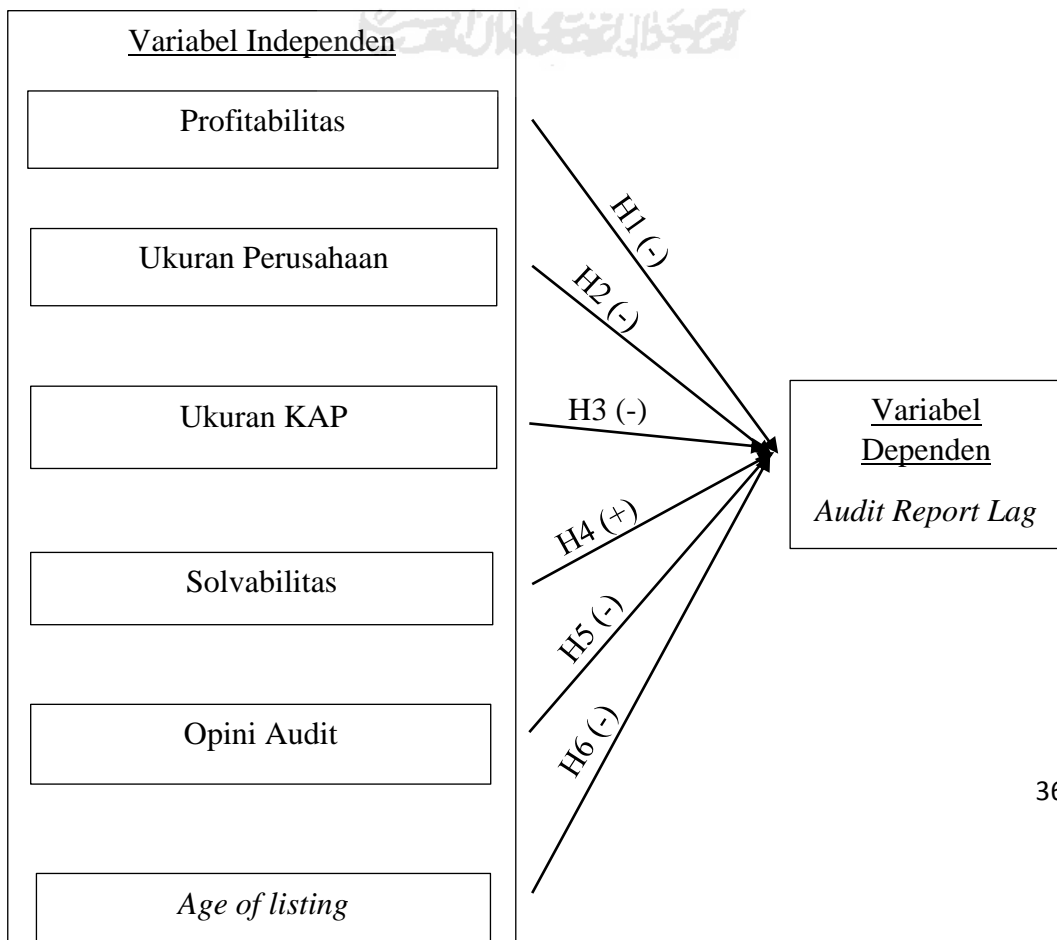 Variabel Independen
Profitabilitas
Ukuran Perusahaan
Ukuran KAP
Solvabilitas
Opini Audit
Age of listing
H1 (-)
H2 (-)
H3 (-)
H4 (+)
H5 (-)
H6 (-)
Variabel
Dependen
Audit Report Lag
36